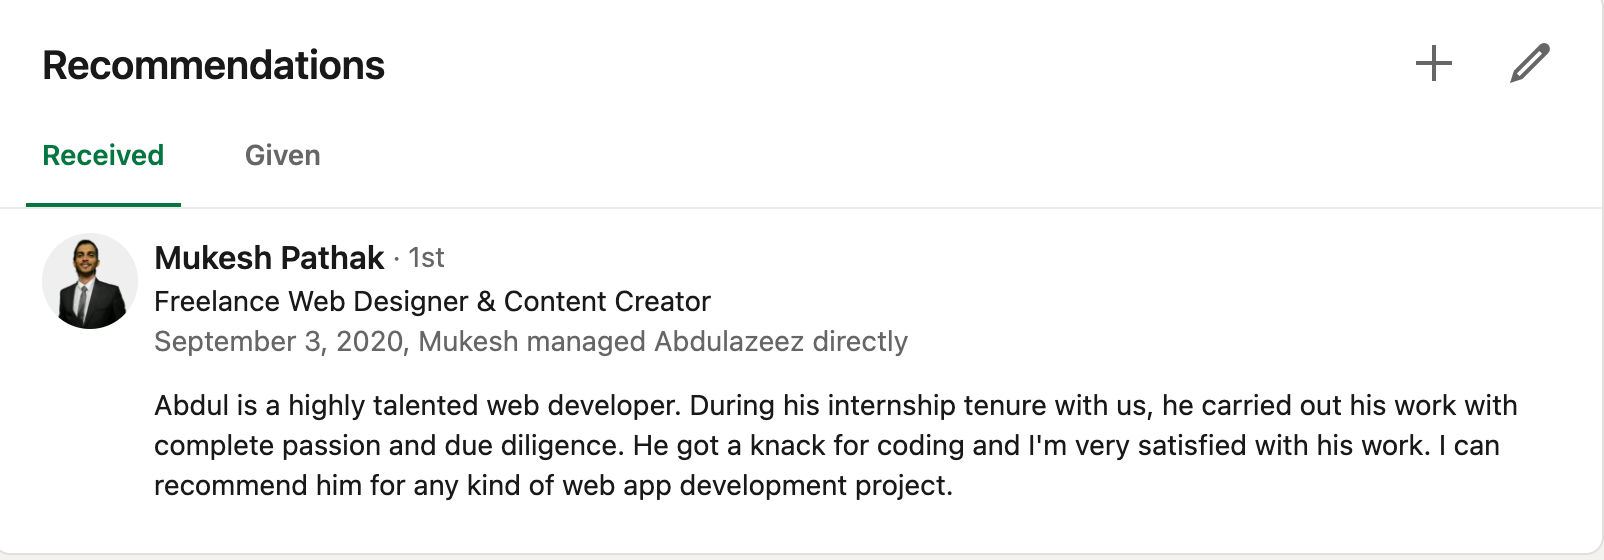 Recommendations
Received
Given
Mukesh Pathak · 1st
Freelance Web Designer & Content Creator
September 3, 2020, Mukesh managed Abdulazeez directly
Abdul is a highly talented web developer. During his internship tenure with us, he carried out his work with
complete passion and due diligence. He got a knack for coding and I'm very satisfied with his work. I can
recommend him for any kind of web app development project.